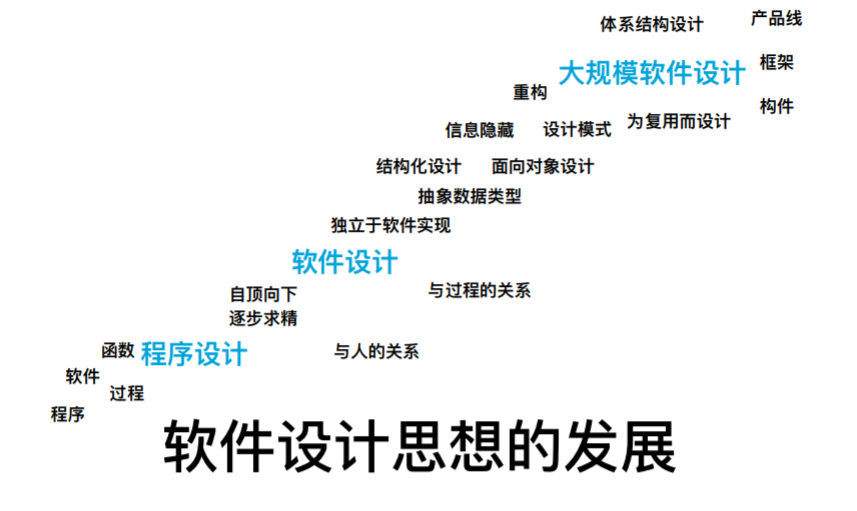 体系结构设计
产品线
大规模软件设计
框架
重构
构件
信息隐藏
设计模式
为复用而设计
结构化设计
面向对象设计
抽象数据类型
独立于软件实现
软件设计
自顶向下
与过程的关系
逐步求精
函数
程序设计
与人的关系
软件
过程
程序
软件设计思想的发展